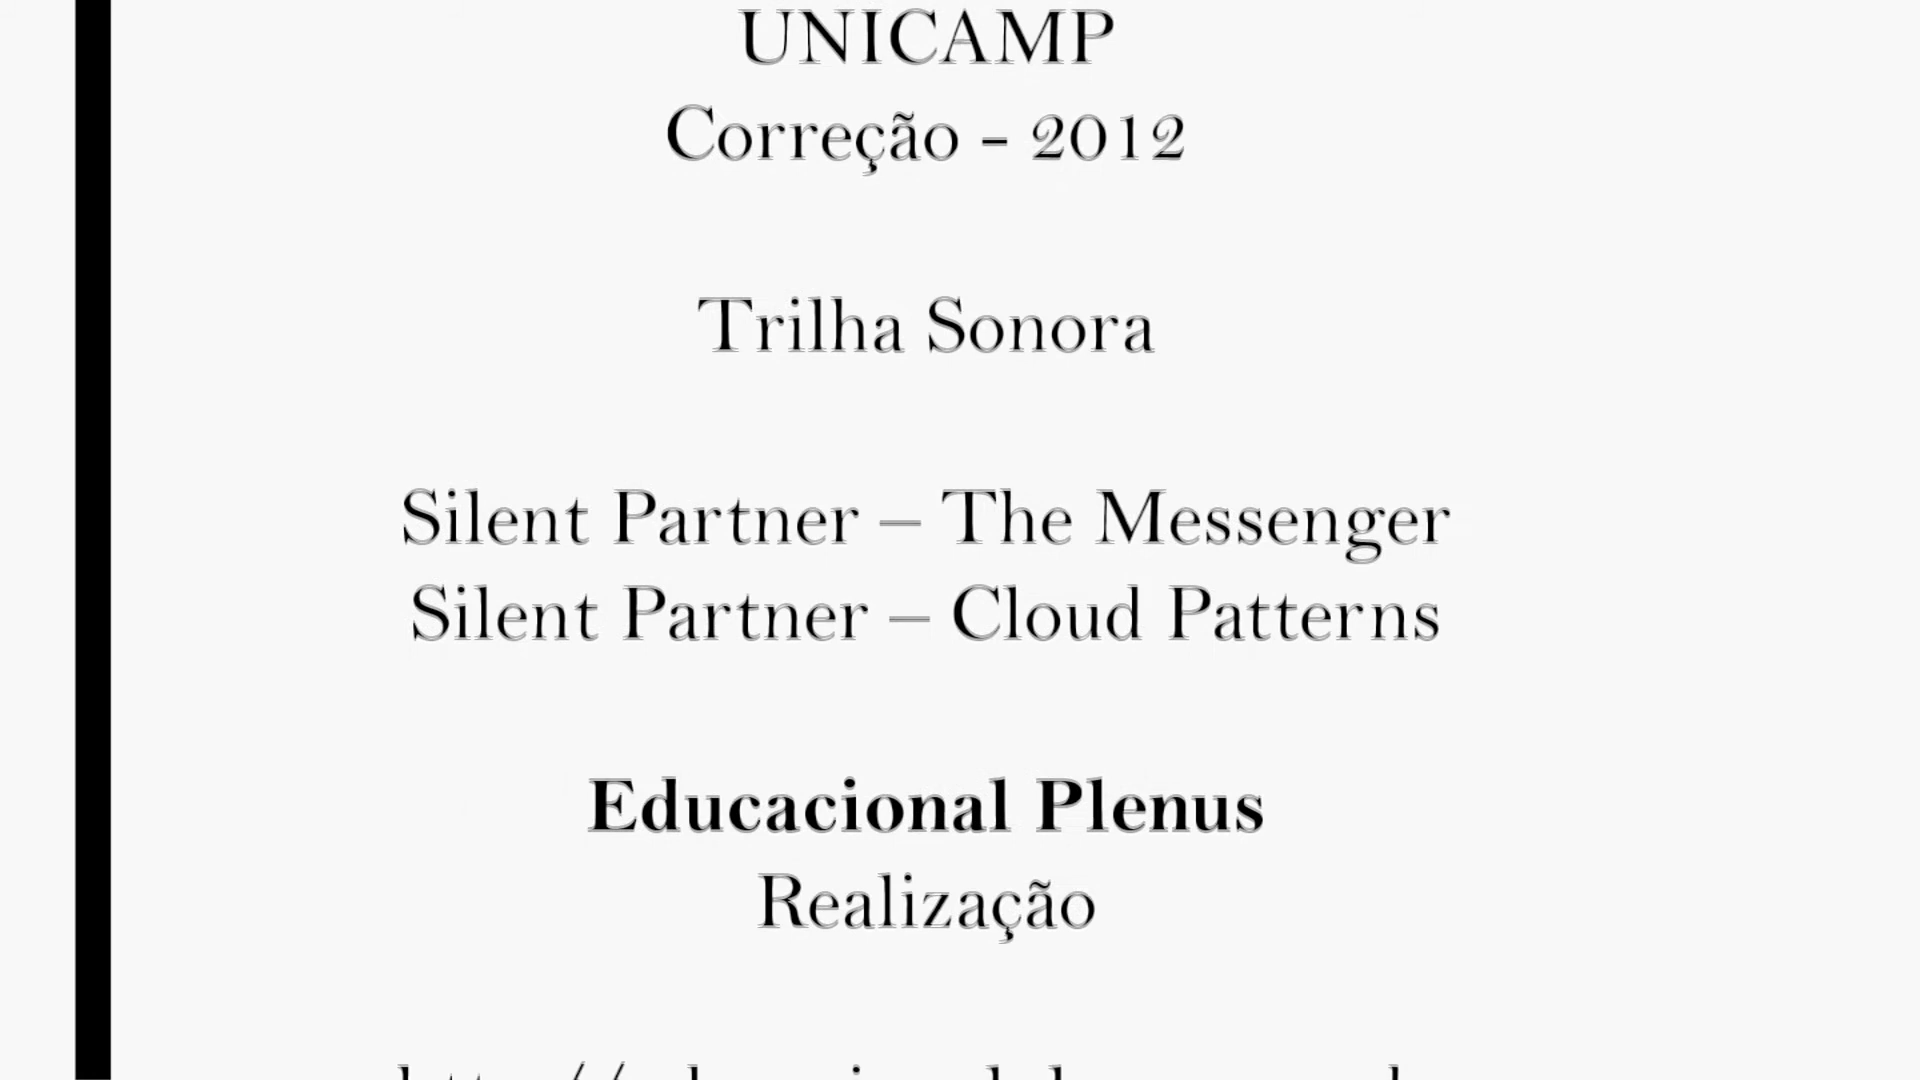 UNICAMP
Correção - 2012
Trilha Sonora
Silent Partner – The Messenger
Silent Partner – Cloud Patterns
Educacional Plenus
Realização